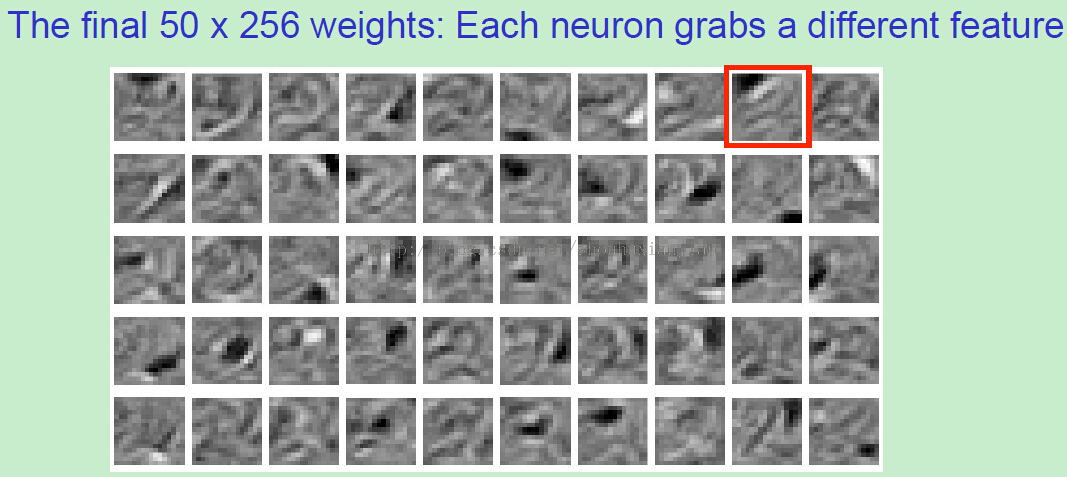 The final 50 x 256 weights: Each neuron grabs a different feature